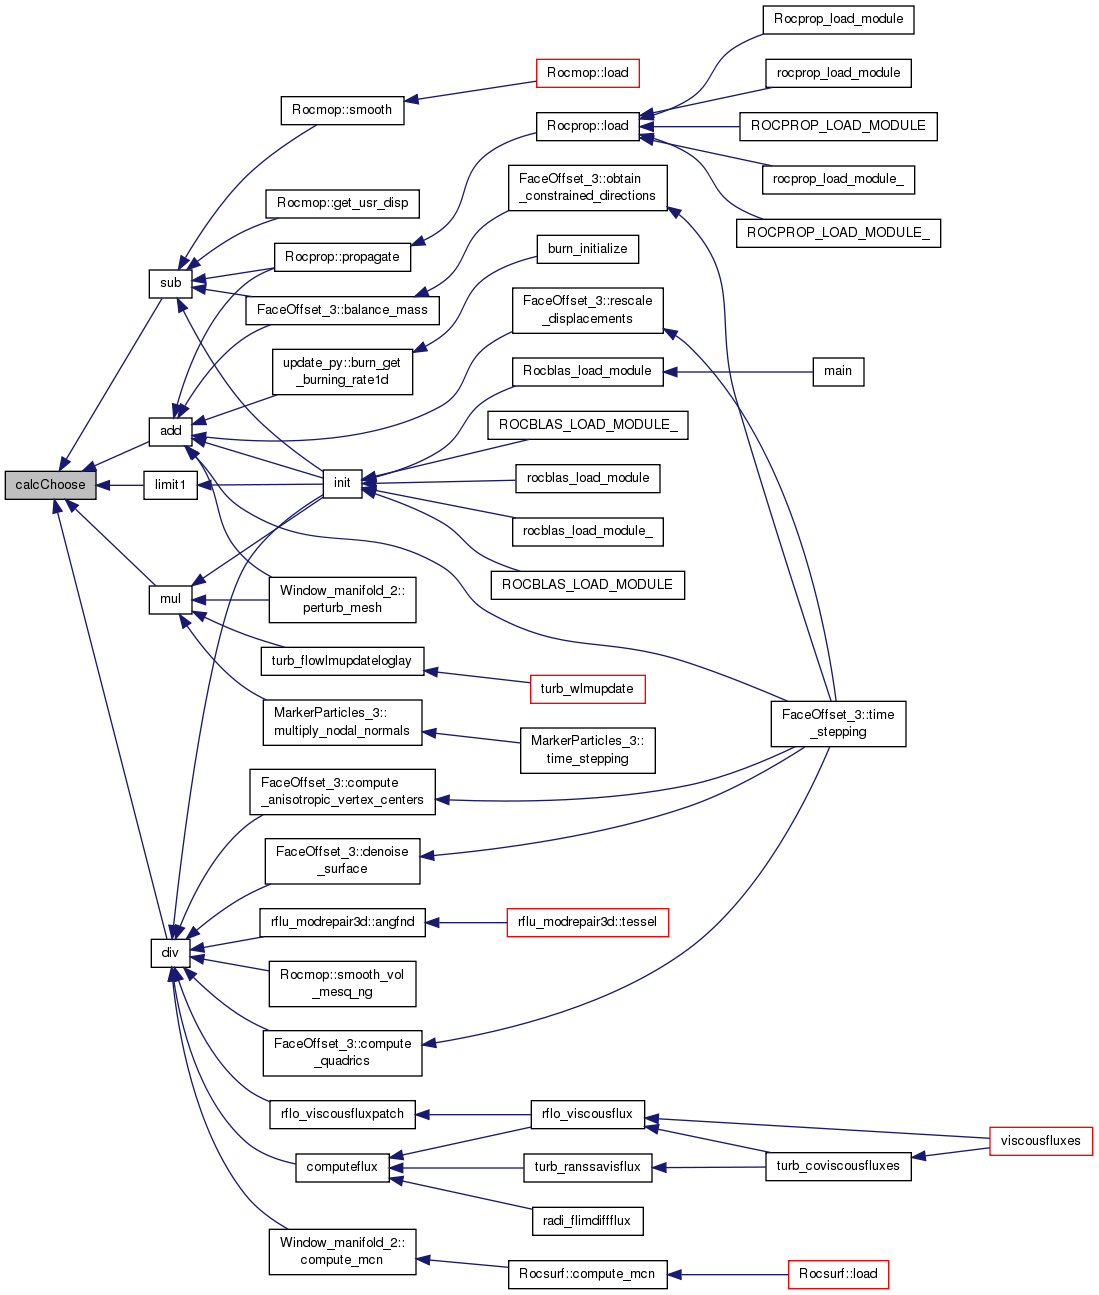 Rocprop_load_module
rocprop_load_module
Rocmop::load
Rocmop::smooth
Rocprop::load
ROCPROP_LOAD_MODULE
FaceOffset_3::obtain
_constrained_directions
rocprop_load_module_
Rocmop::get_usr_disp
ROCPROP_LOAD_MODULE_
burn_initialize
Rocprop::propagate
sub
FaceOffset_3::balance_mass
FaceOffset_3::rescale
_displacements
update_py::burn_get
_burning_rate1d
Rocblas_load_module
main
add
ROCBLAS_LOAD_MODULE_
calcChoose
limit1
init
rocblas_load_module
rocblas_load_module_
ROCBLAS_LOAD_MODULE
mul
Window_manifold_2::
perturb_mesh
turb_flowlmupdateloglay
turb_wlmupdate
MarkerParticles_3::
multiply_nodal_normals
FaceOffset_3::time
_stepping
MarkerParticles_3::
time_stepping
FaceOffset_3::compute
_anisotropic_vertex_centers
FaceOffset_3::denoise
_surface
rflu_modrepair3d::angfnd
rflu_modrepair3d::tessel
div
Rocmop::smooth_vol
_mesq_ng
FaceOffset_3::compute
_quadrics
rflo_viscousfluxpatch
rflo_viscousflux
viscousfluxes
computeflux
turb_ranssavisflux
turb_coviscousfluxes
radi_flimdiffflux
Window_manifold_2::
compute_mcn
Rocsurf::compute_mcn
Rocsurf::load